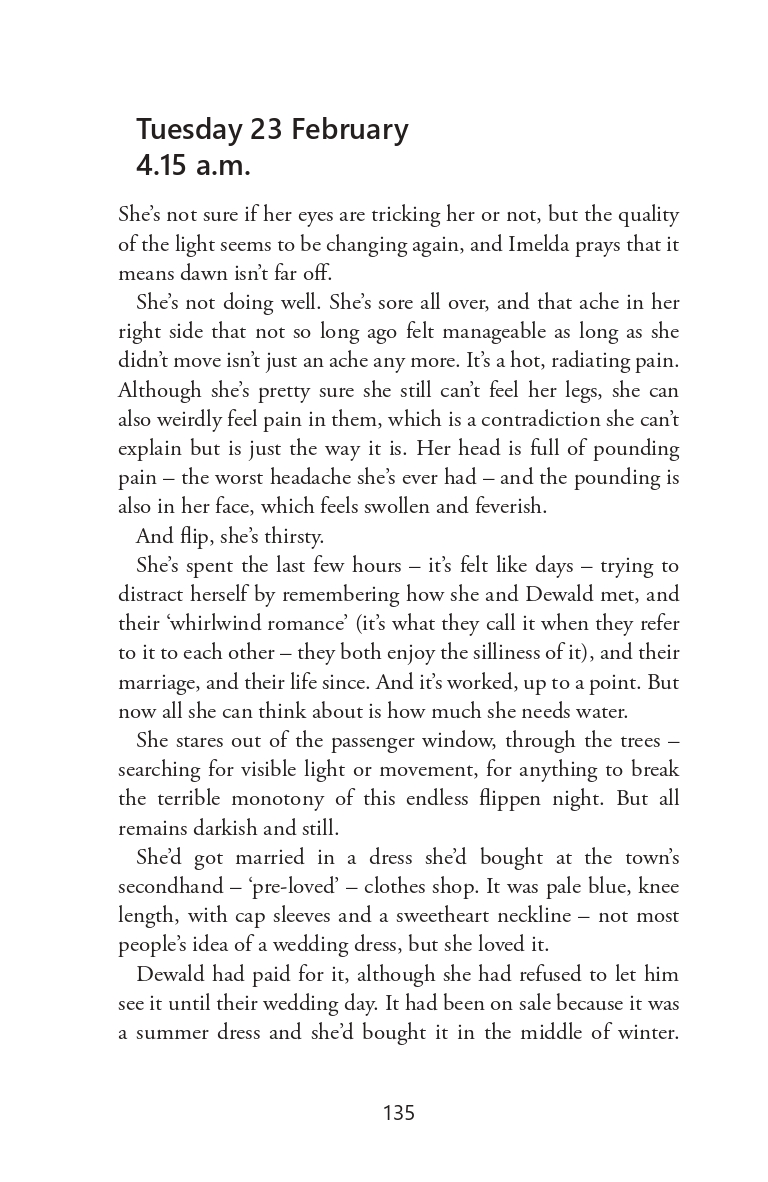 Tuesday 23 February
4.15 a.m.
She’s not sure if her eyes are tricking her or not, but the quality
of the light seems to be changing again, and Imelda prays that it
means dawn isn’t far off.
She’s not doing well. She’s sore all over, and that ache in her
right side that not so long ago felt manageable as long as she
didn’t move isn’t just an ache any more. It’s a hot, radiating pain.
Although she’s pretty sure she still can’t feel her legs, she can
also weirdly feel pain in them, which is a contradiction she can’t
explain but is just the way it is. Her head is full of pounding
pain – the worst headache she’s ever had – and the pounding is
also in her face, which feels swollen and feverish.
And flip, she’s thirsty.
She’s spent the last few hours – it’s felt like days – trying to
distract herself by remembering how she and Dewald met, and
their ‘whirlwind romance’ (it’s what they call it when they refer
to it to each other – they both enjoy the silliness of it), and their
marriage, and their life since. And it’s worked, up to a point. But
now all she can think about is how much she needs water.
She stares out of the passenger window, through the trees –
searching for visible light or movement, for anything to break
the terrible monotony of this endless flippen night. But all
remains darkish and still.
She’d got married in a dress she’d bought at the town’s
secondhand – ‘pre-loved’ – clothes shop. It was pale blue, knee
length, with cap sleeves and a sweetheart neckline – not most
people’s idea of a wedding dress, but she loved it.
Dewald had paid for it, although she had refused to let him
see it until their wedding day. It had been on sale because it was
a summer dress and she’d bought it in the middle of winter.
135